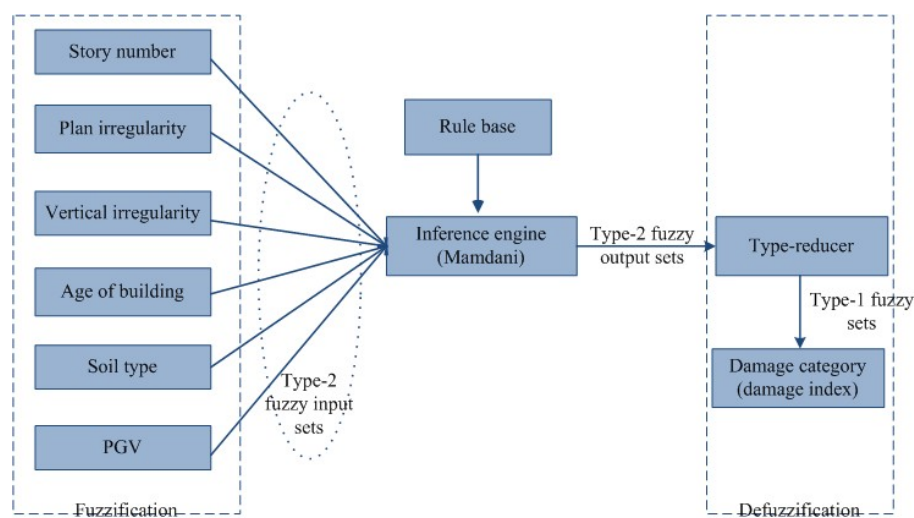 Story number
Plan irregularity
Vertical irregularity
Age of building
Soil type
PGV
Fuzzification
Type-2
fuzzy input
sets
Rule base
Inference engine
(Mamdani)
Type-2 fuzzy
output sets
Type-reducer
Type-1 fuzzy
sets
Damage category
(damage index)
Defuzzification